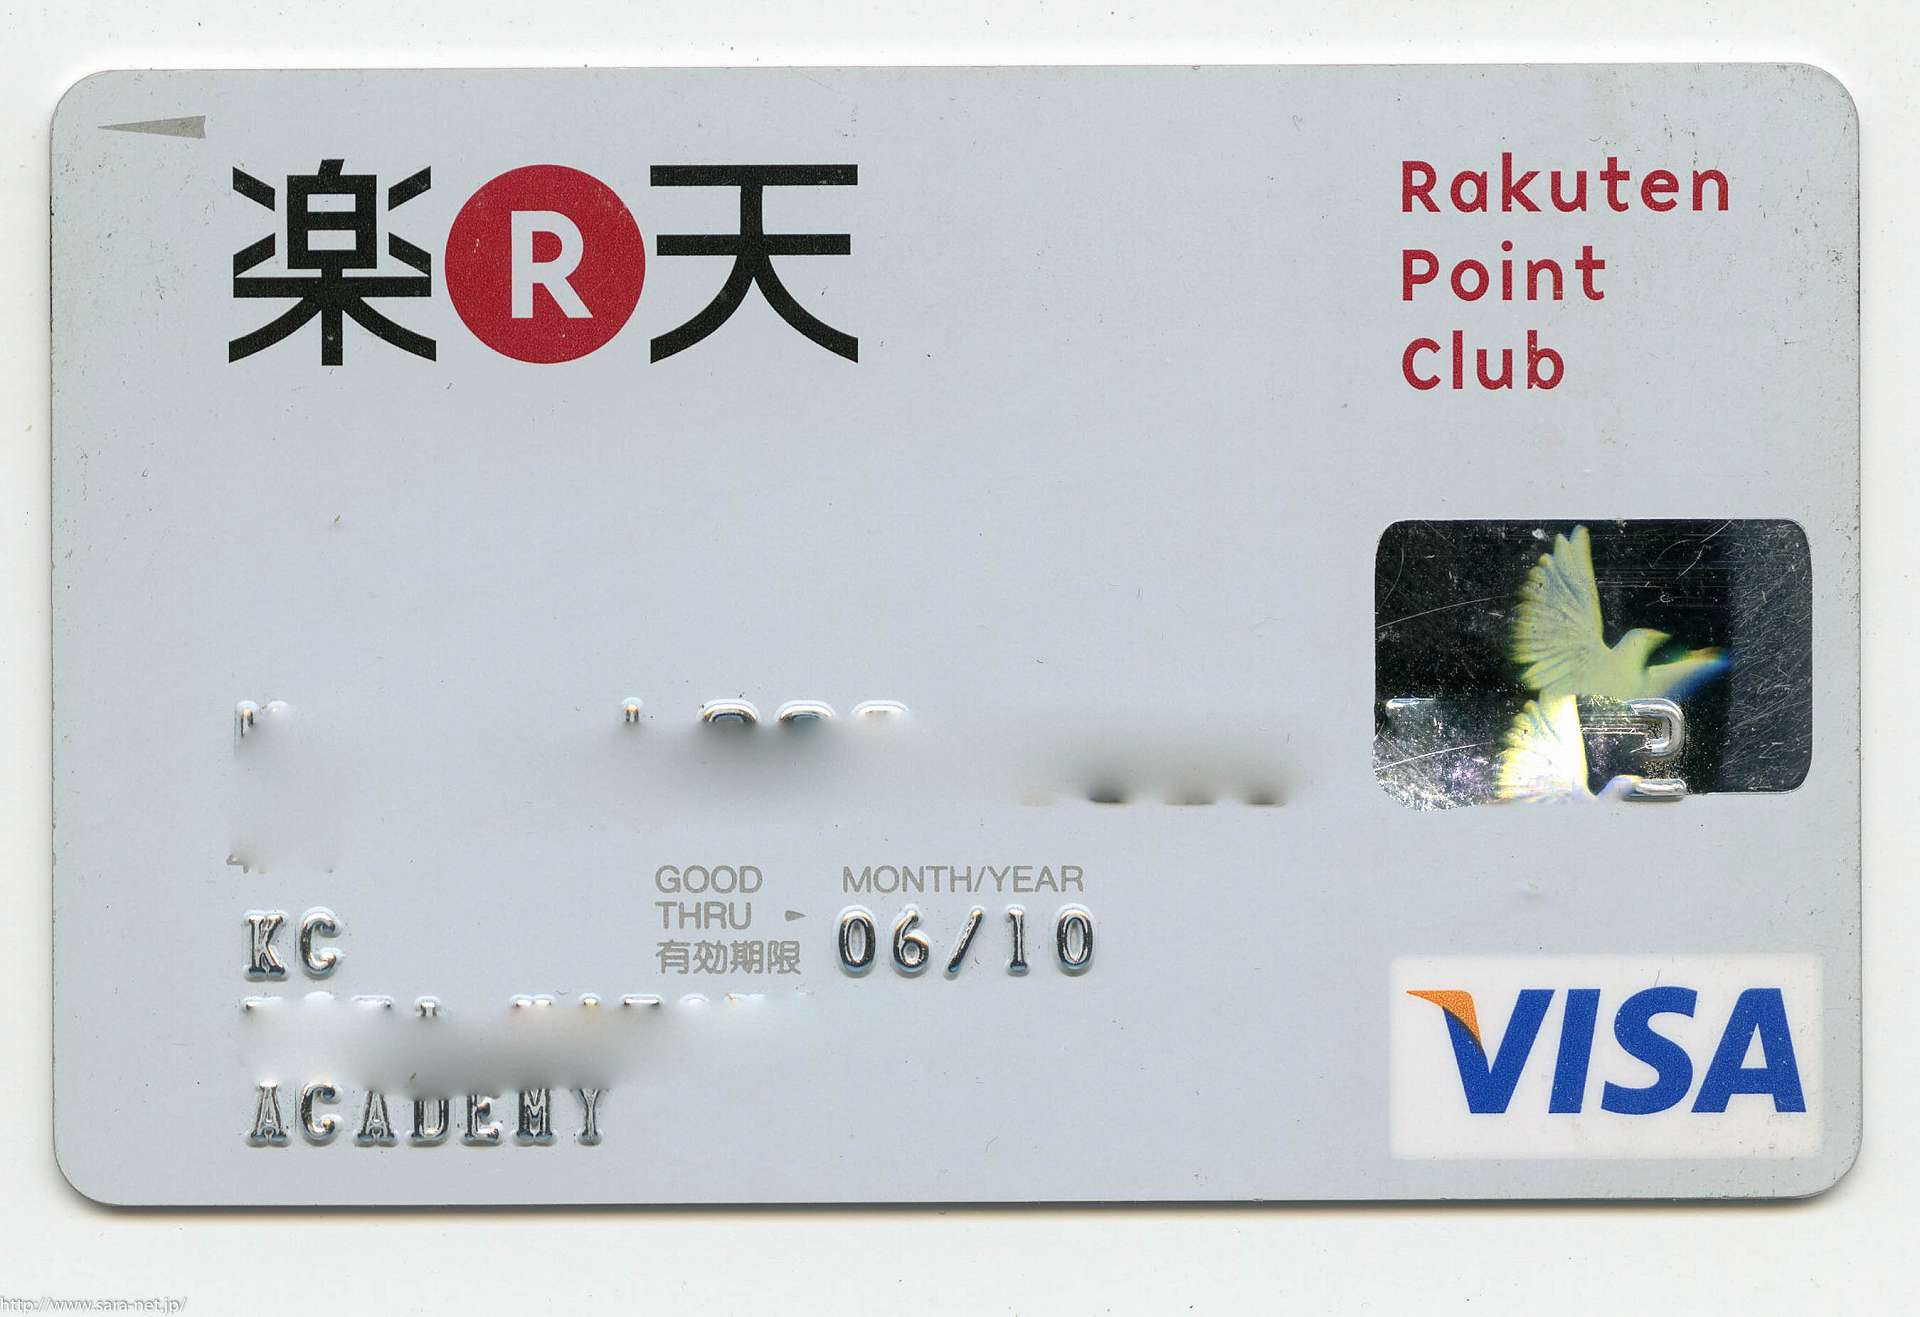 楽R天
Rakuten
Point
Club
GOOD
THRU
有効期限
MONTH/YEAR
KC
06/10
ACADEMY
VISA
http://www.sara-net.jp/